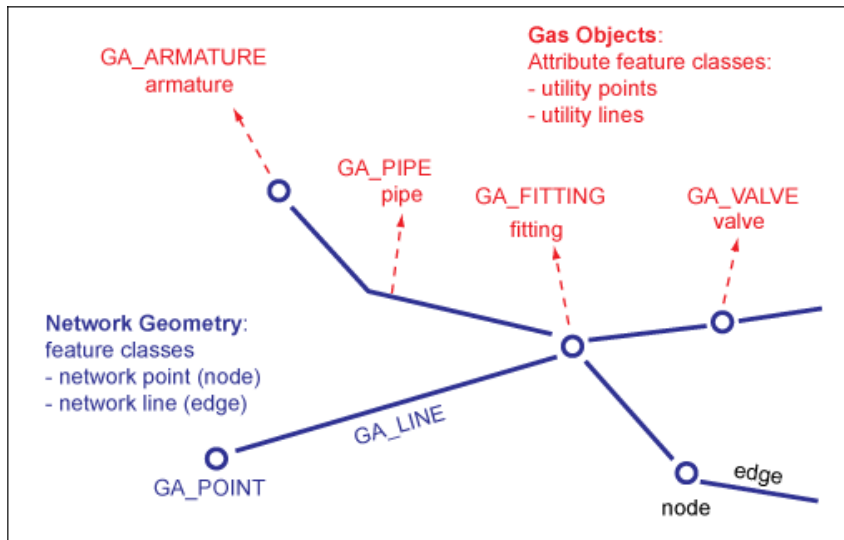 GA_ARMATURE
armature
Gas Objects:
Attribute feature classes:
- utility points
- utility lines
GA_PIPE
pipe
GA_FITTING
fitting
GA_VALVE
valve
Network Geometry:
feature classes
- network point (node)
- network line (edge)
GA_LINE
GA_POINT
edge
node